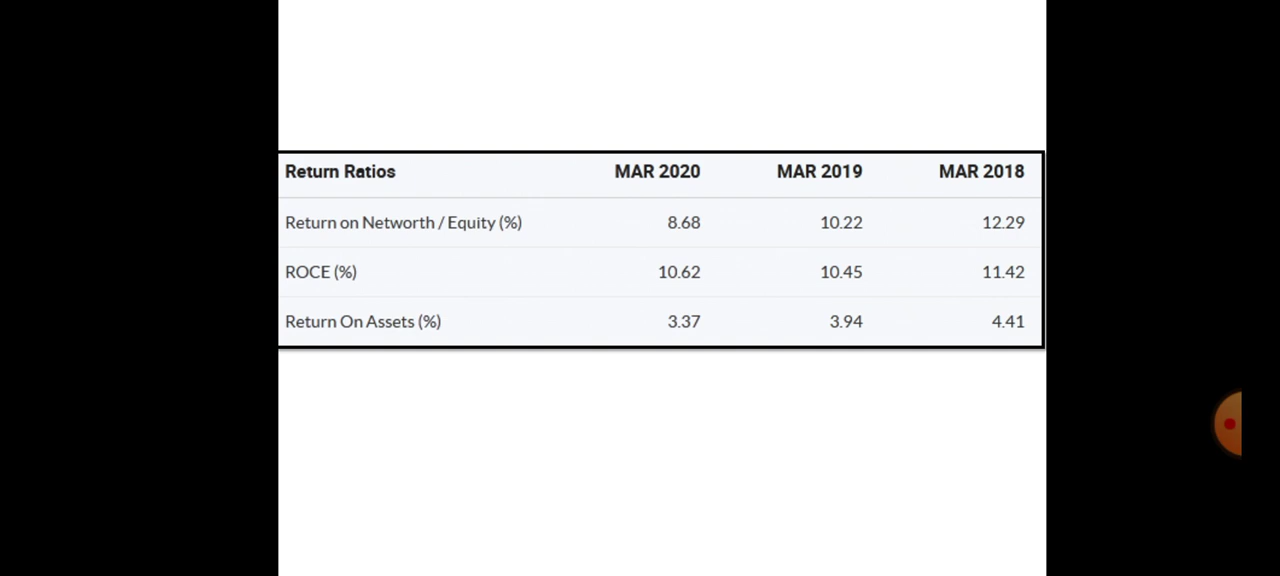 Return Ratios MAR 2020 MAR 2019 MAR 2018
Return on Networth / Equity (%) 8.68 10.22 12.29
ROCE (%) 10.62 10.45 11.42
Return On Assets (%) 3.37 3.94 4.41